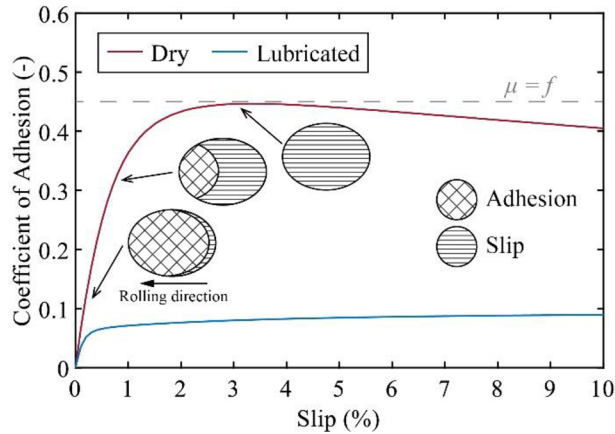 Coefficient of Adhesion (-)
0.6
0.5
0.4
0.3
0.2
0.1
0
Dry
Lubricated
μ = f
Adhesion
Slip
Rolling direction
0 1 2 3 4 5 6 7 8 9 10
Slip (%)